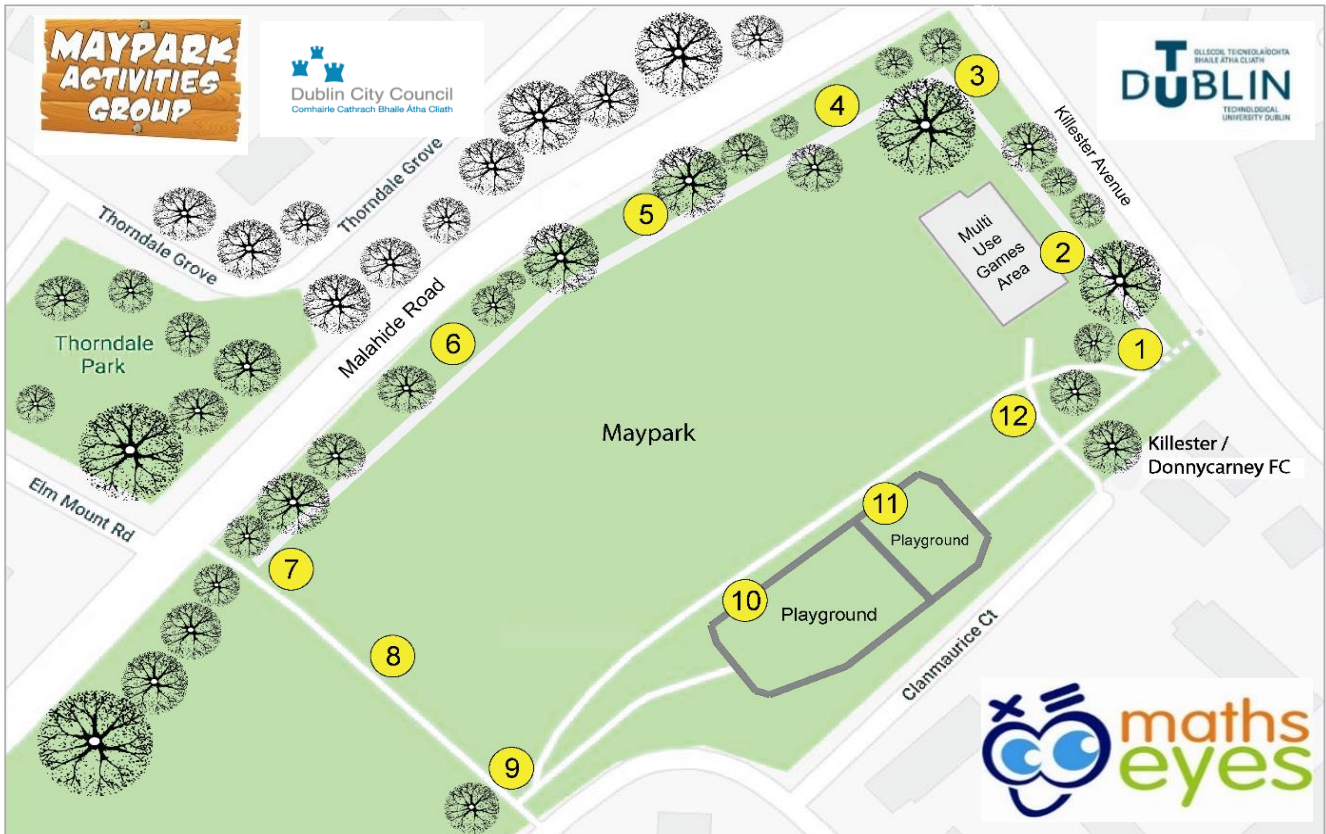 MAYPARK
ACTIVITIES
GROUP
Dublin City Council
Comhairle Cathrach Bhaile Átha Cliath
OLLSCOIL TEICNEOLAÍOCHTA
BHAILE ÁTHA CLIATH
TU
DUBLIN
TECHNOLOGICAL
UNIVERSITY DUBLIN
3
4
Killester Avenue
Thorndale Grove
Thorndale Grove
5
Multi
Use
Games
Area
2
Malahide Road
Thorndale
Park
6
1
12
Maypark
Killester /
Donnycarney FC
Elm Mount Rd
11
Playground
7
10
Playground
8
Clanmaurice Ct
9
maths
eyes